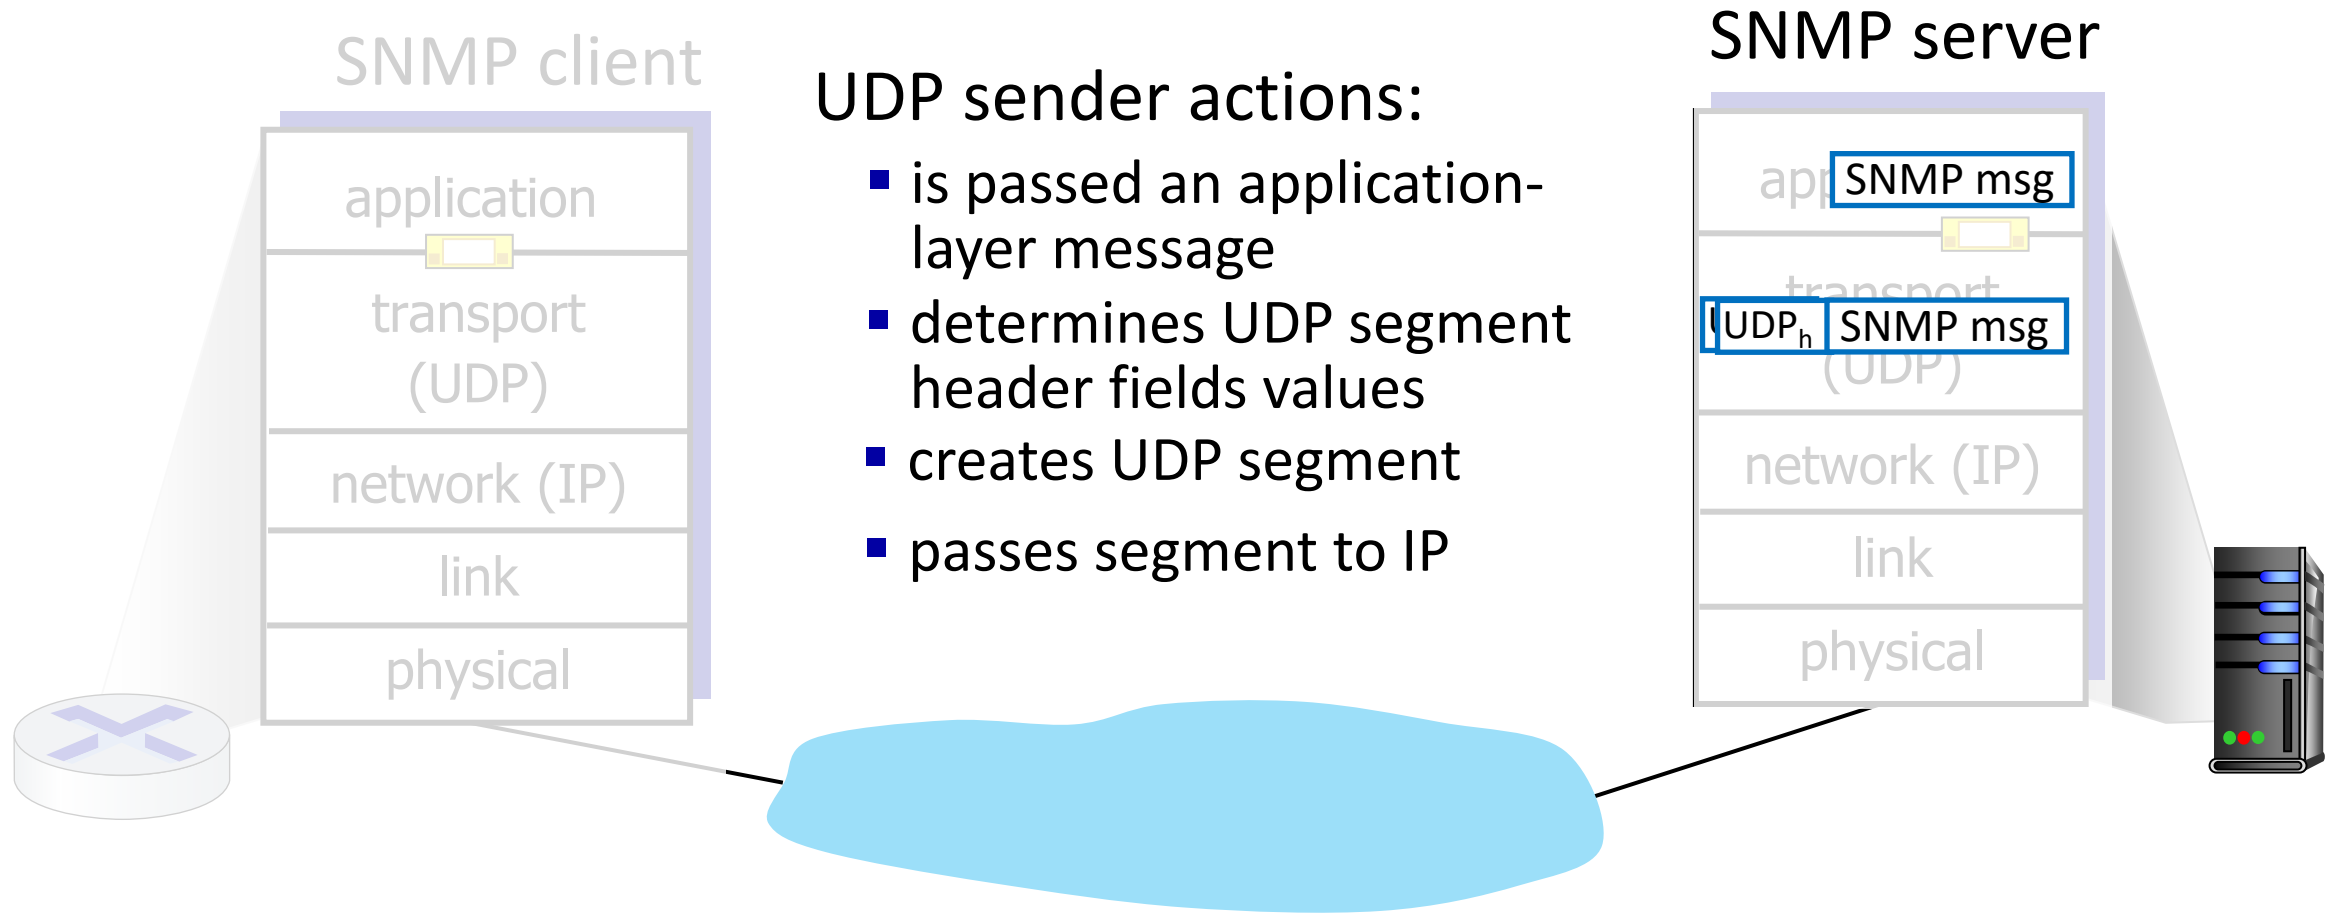 SNMP client
application
transport
(UDP)
network (IP)
link
physical
UDP sender actions:
is passed an application-
layer message
determines UDP segment
header fields values
creates UDP segment
passes segment to IP
SNMP server
SNMP msg
transport
UDPh SNMP msg
(UDP)
network (IP)
link
physical